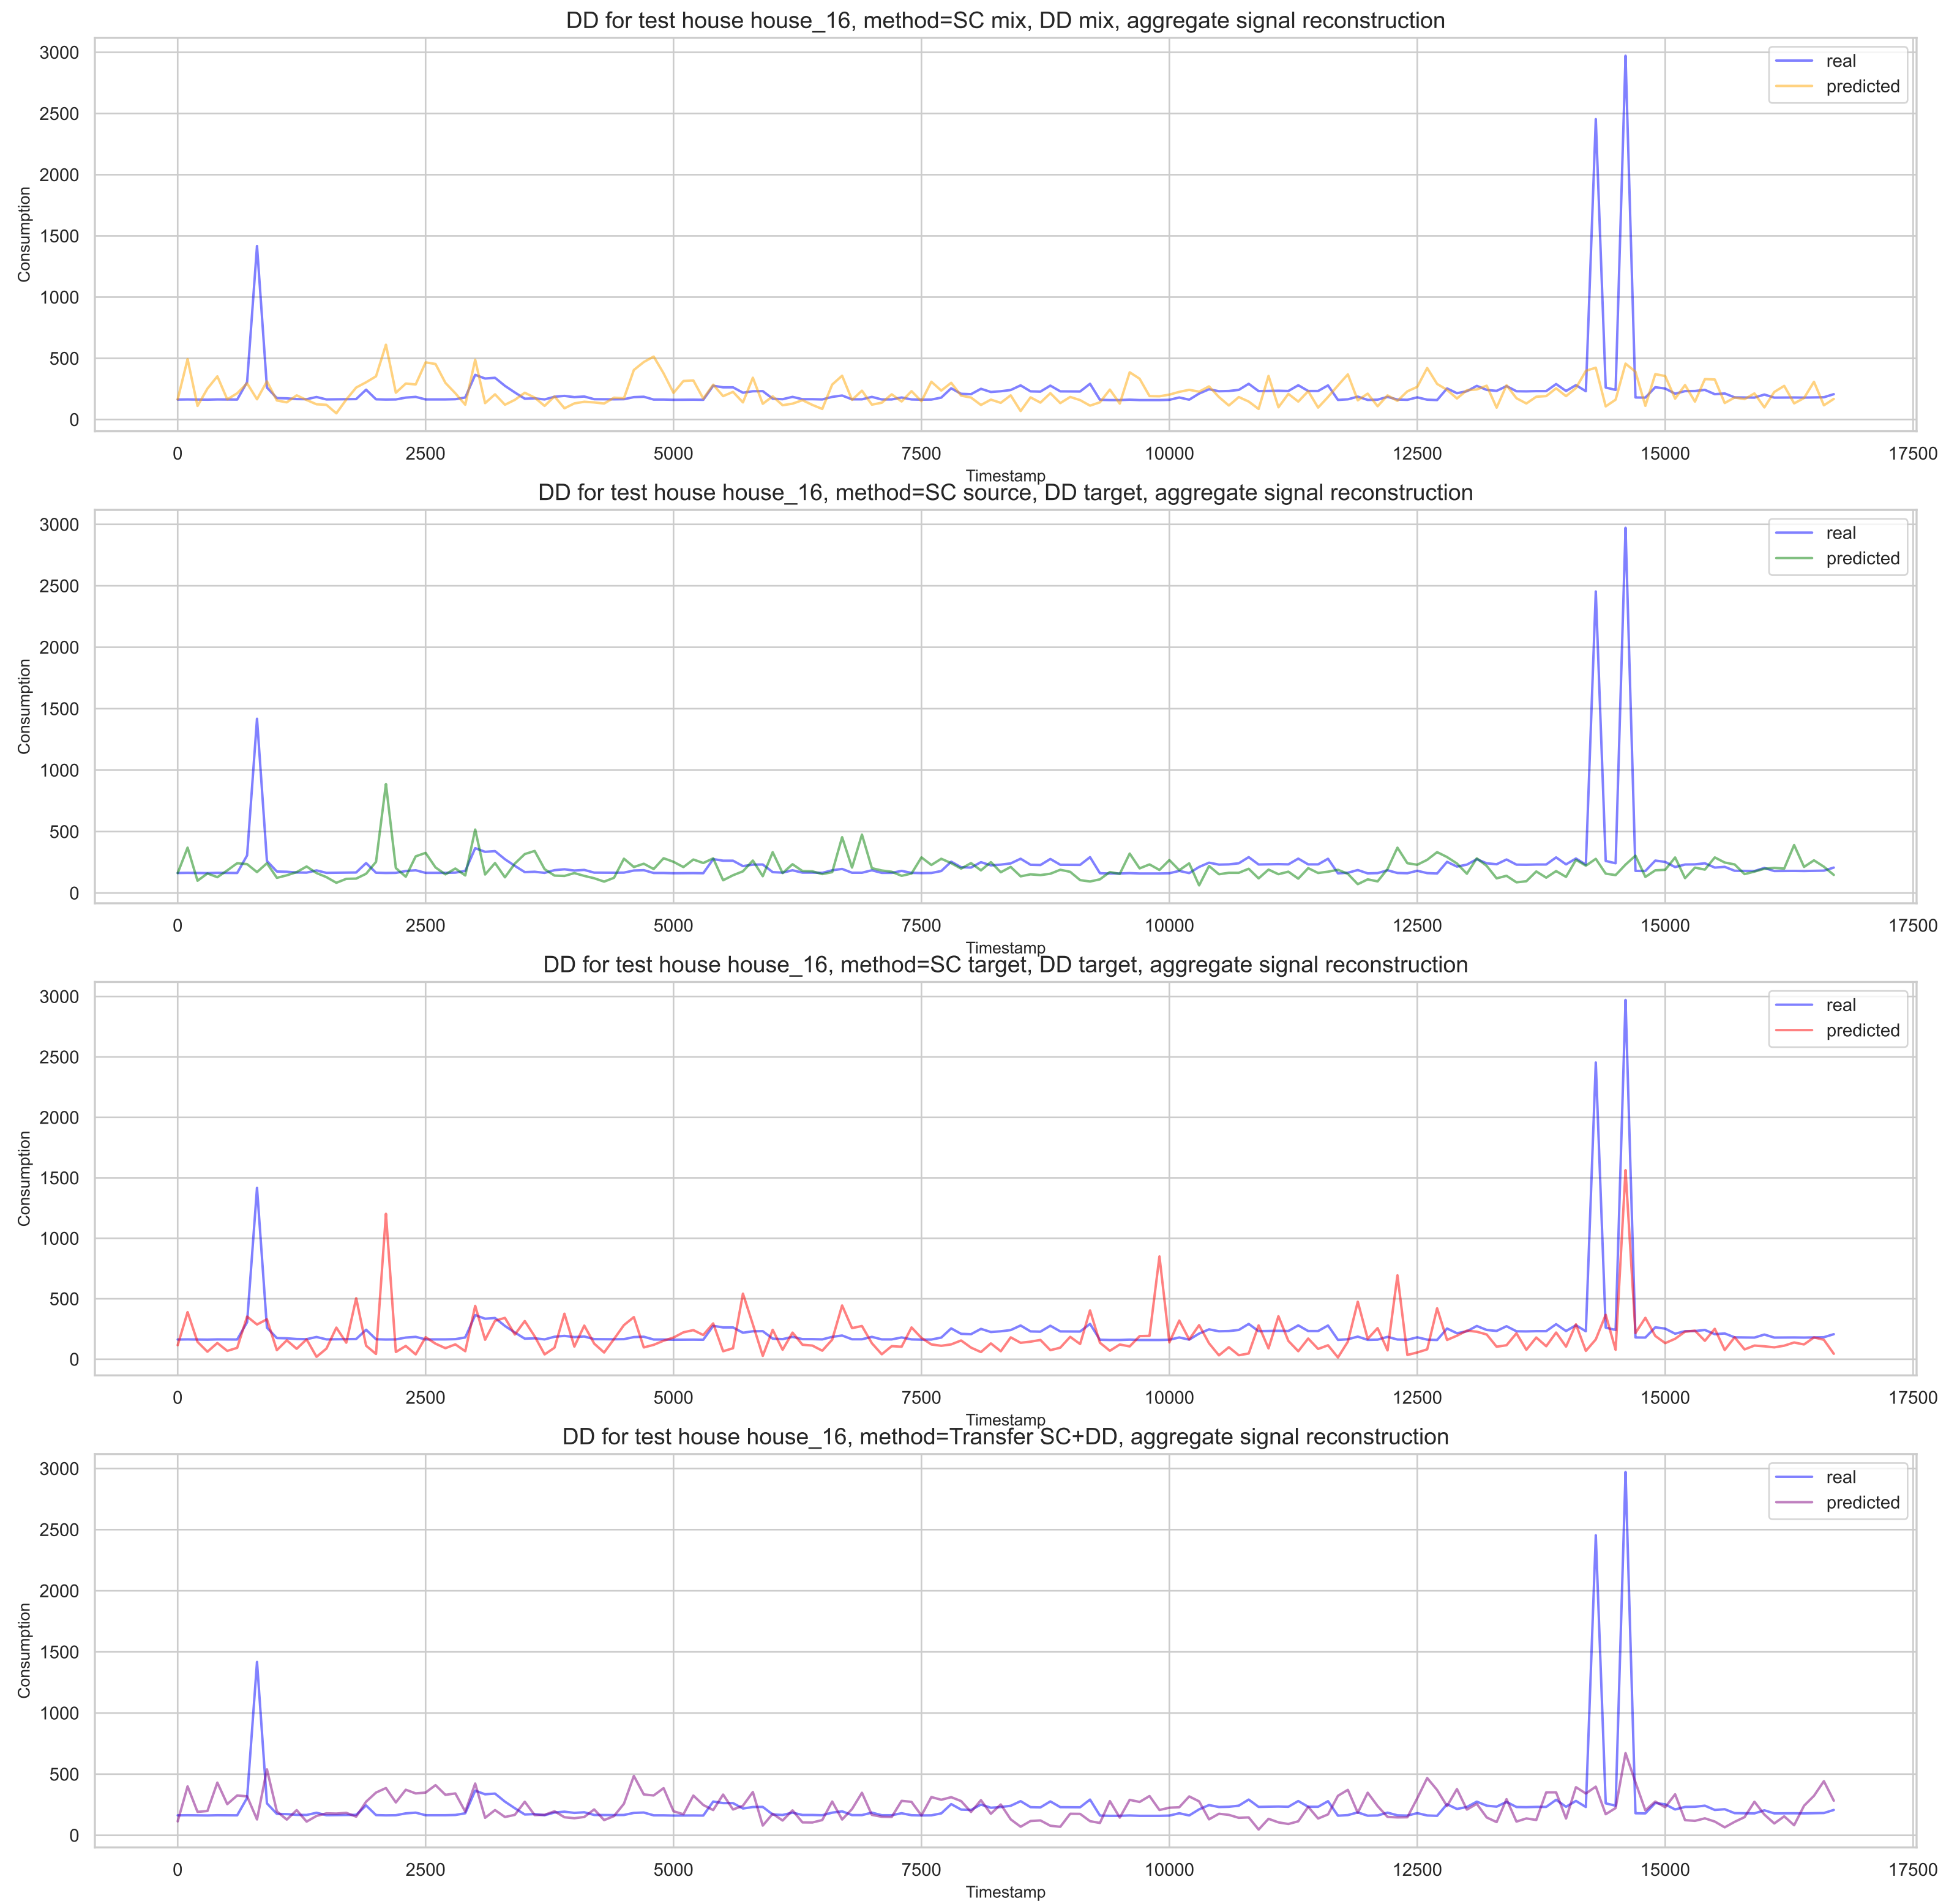 DD for test house house_16, method=SC mix, DD mix, aggregate signal reconstruction
3000
2500
2000
1500
1000
500
0
Consumption
real
predicted
0 2500 5000 7500 10000 12500 15000 17500
Timestamp
DD for test house house_16, method=SC source, DD target, aggregate signal reconstruction
3000
2500
2000
1500
1000
500
0
Consumption
real
predicted
0 2500 5000 7500 10000 12500 15000 17500
Timestamp
DD for test house house_16, method=SC target, DD target, aggregate signal reconstruction
3000
2500
2000
1500
1000
500
0
Consumption
real
predicted
0 2500 5000 7500 10000 12500 15000 17500
Timestamp
DD for test house house_16, method=Transfer SC+DD, aggregate signal reconstruction
3000
2500
2000
1500
1000
500
0
Consumption
real
predicted
0 2500 5000 7500 10000 12500 15000 17500
Timestamp